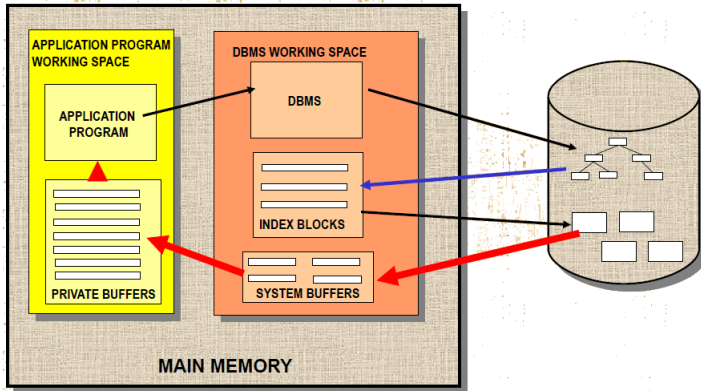 APPLICATION PROGRAM
WORKING SPACE
APPLICATION
PROGRAM
PRIVATE BUFFERS
DBMS WORKING SPACE
DBMS
INDEX BLOCKS
SYSTEM BUFFERS
MAIN MEMORY